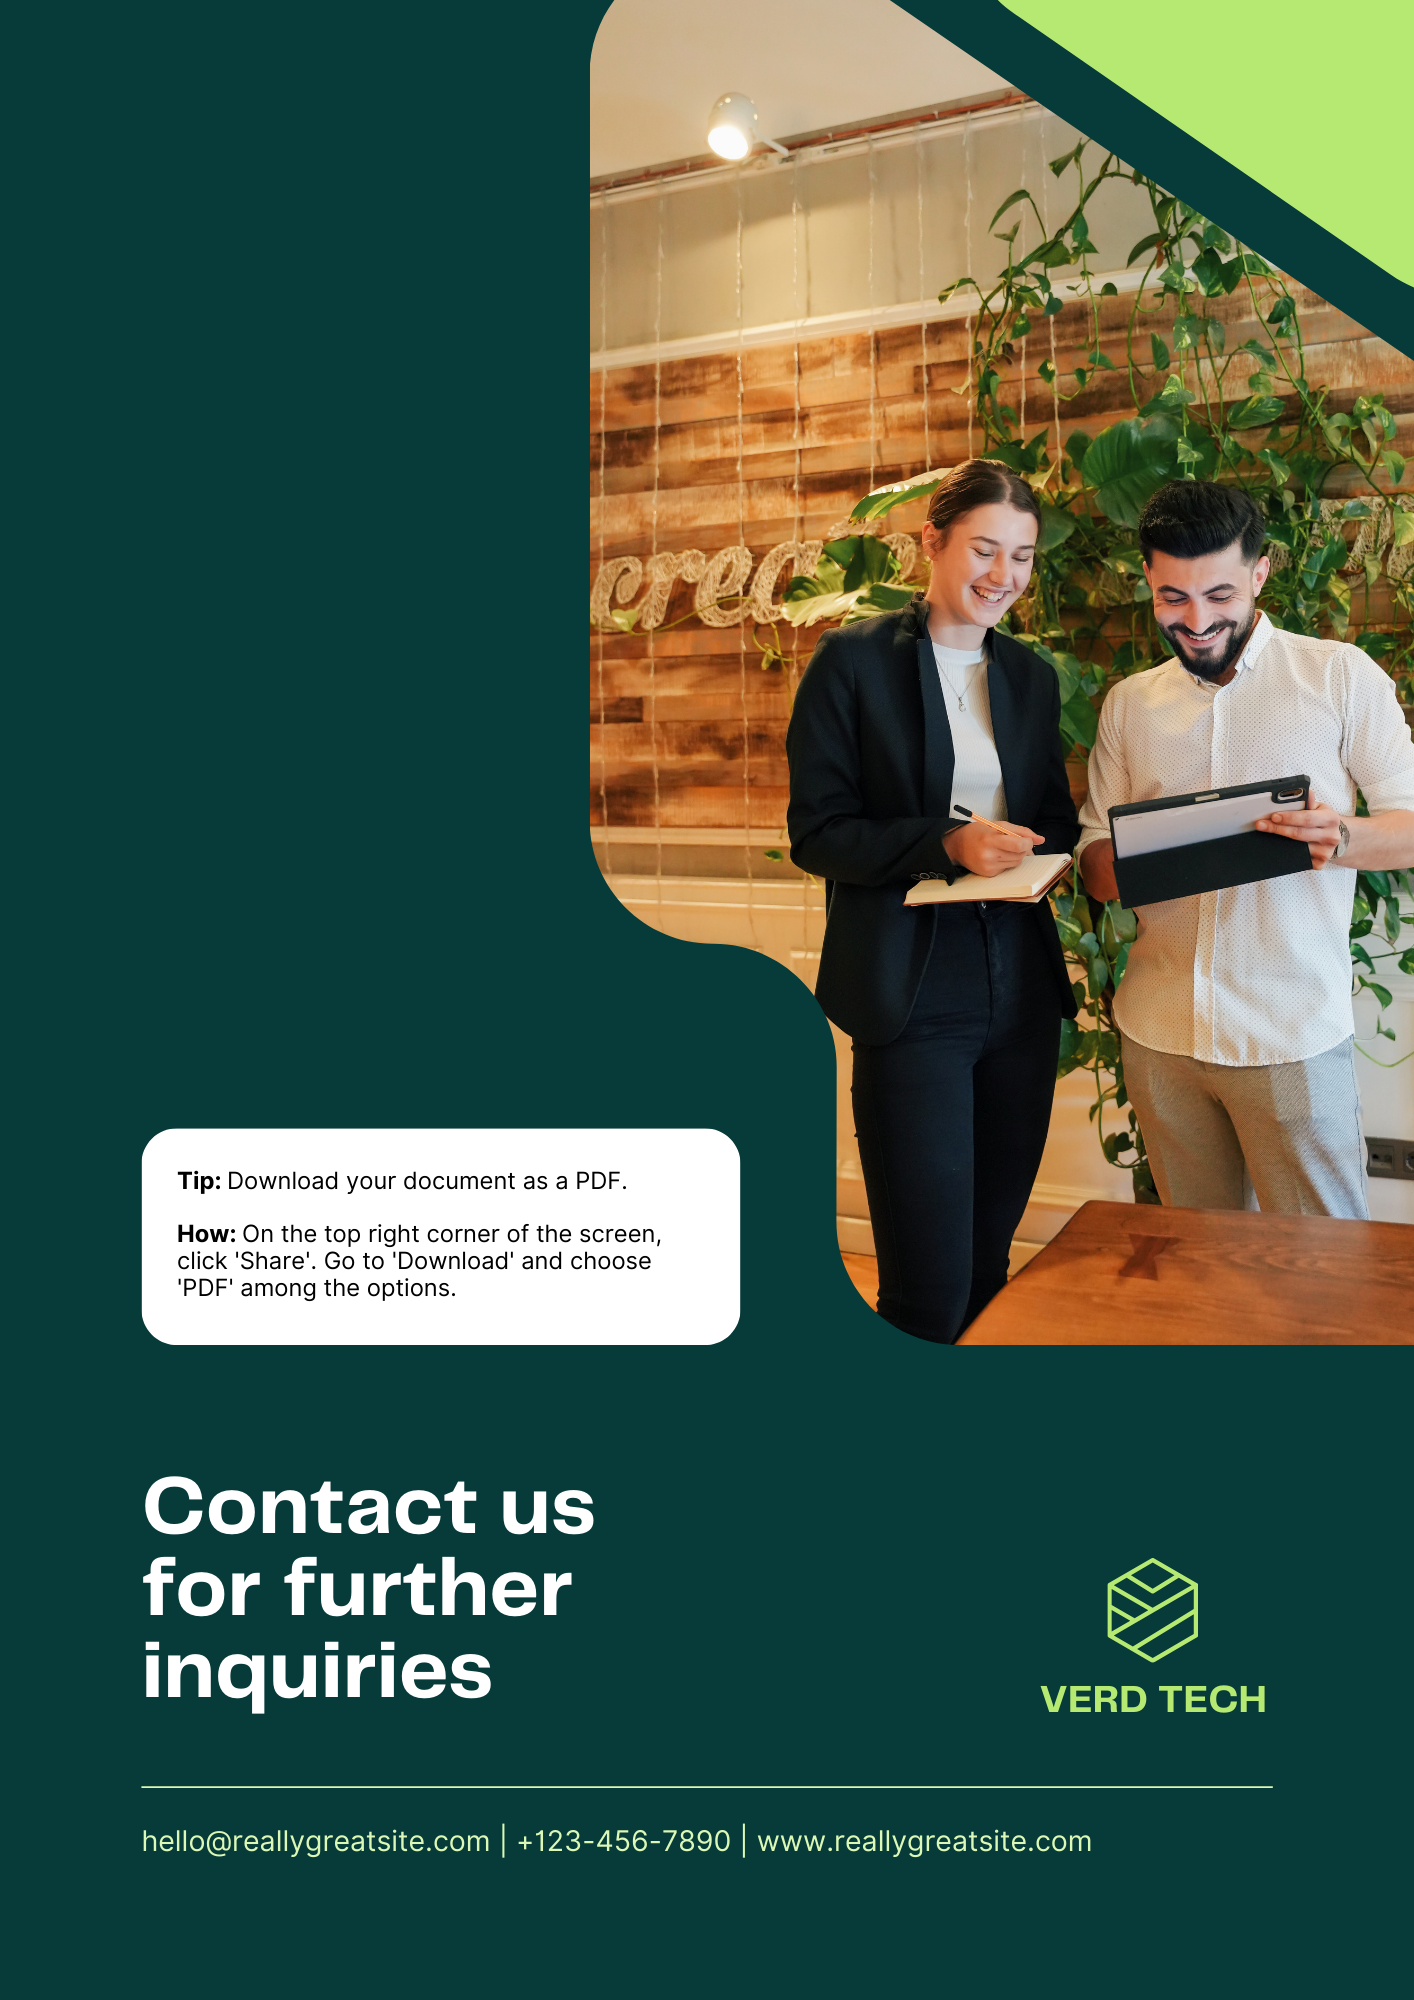 crea
Tip: Download your document as a PDF.
How: On the top right corner of the screen,
click 'Share'. Go to 'Download' and choose
'PDF' among the options.
Contact us
for further
inquiries
VERD TECH
hello@reallygreatsite.com | +123-456-7890 | www.reallygreatsite.com